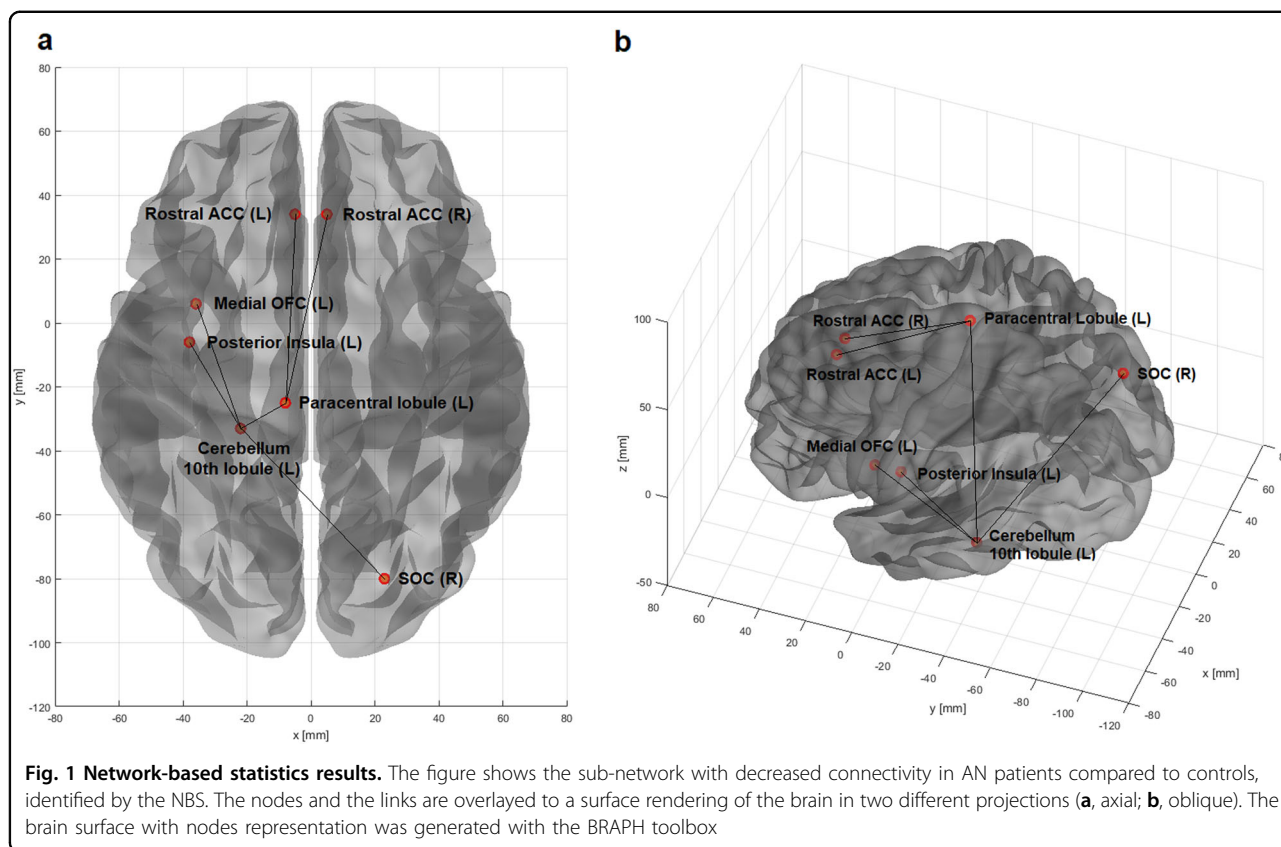 a
80
60
40
20
0
-20
-40
-60
-80
-100
-120
y [mm]
-80
-60
-40
-20
0
20
40
60
80
x [mm]
Rostral ACC (L)
Rostral ACC (R)
Medial OFC (L)
Posterior Insula (L)
Paracentral lobule (L)
Cerebellum
10th lobule (L)
SOC (R)
b
100
50
0
-50
z [mm]
80
60
40
20
0
-20
-40
-60
-80
-100
-120
y [mm]
80
60
40
20
0
-20
-40
-60
-80
x [mm]
Rostral ACC (R)
Paracentral Lobule (L)
Rostral ACC (L)
SOC (R)
Medial OFC (L)
Posterior Insula (L)
Cerebellum
10th lobule (L)
Fig. 1 Network-based statistics results. The figure shows the sub-network with decreased connectivity in AN patients compared to controls,
identified by the NBS. The nodes and the links are overlayed to a surface rendering of the brain in two different projections (a, axial; b, oblique). The
brain surface with nodes representation was generated with the BRAPH toolbox